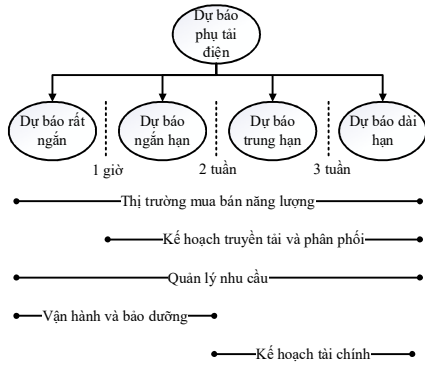 Dự báo
phụ tải
điện
Dự báo rất
ngắn
Dự báo
ngắn hạn
Dự báo
trung hạn
Dự báo dài
hạn
1 giờ
2 tuần
3 tuần
Thị trường mua bán năng lượng
Kế hoạch truyền tải và phân phối
Quản lý nhu cầu
Vận hành và bảo dưỡng
Kế hoạch tài chính